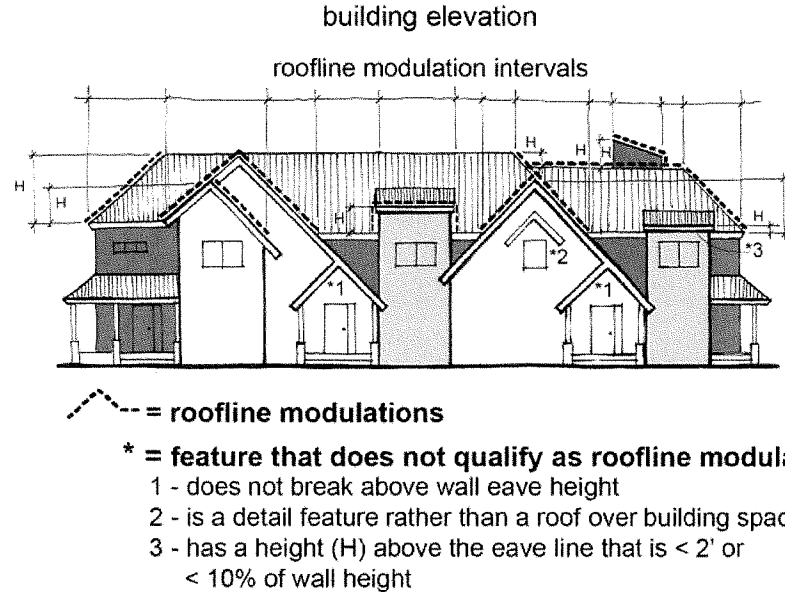 building elevation
roofline modulation intervals
H
H
H
H
H
H
H
H
*1
*2
*1
*3
= roofline modulations
* = feature that does not qualify as roofline modula
1 - does not break above wall eave height
2 - is a detail feature rather than a roof over building spac
3 - has a height (H) above the eave line that is < 2' or
< 10% of wall height